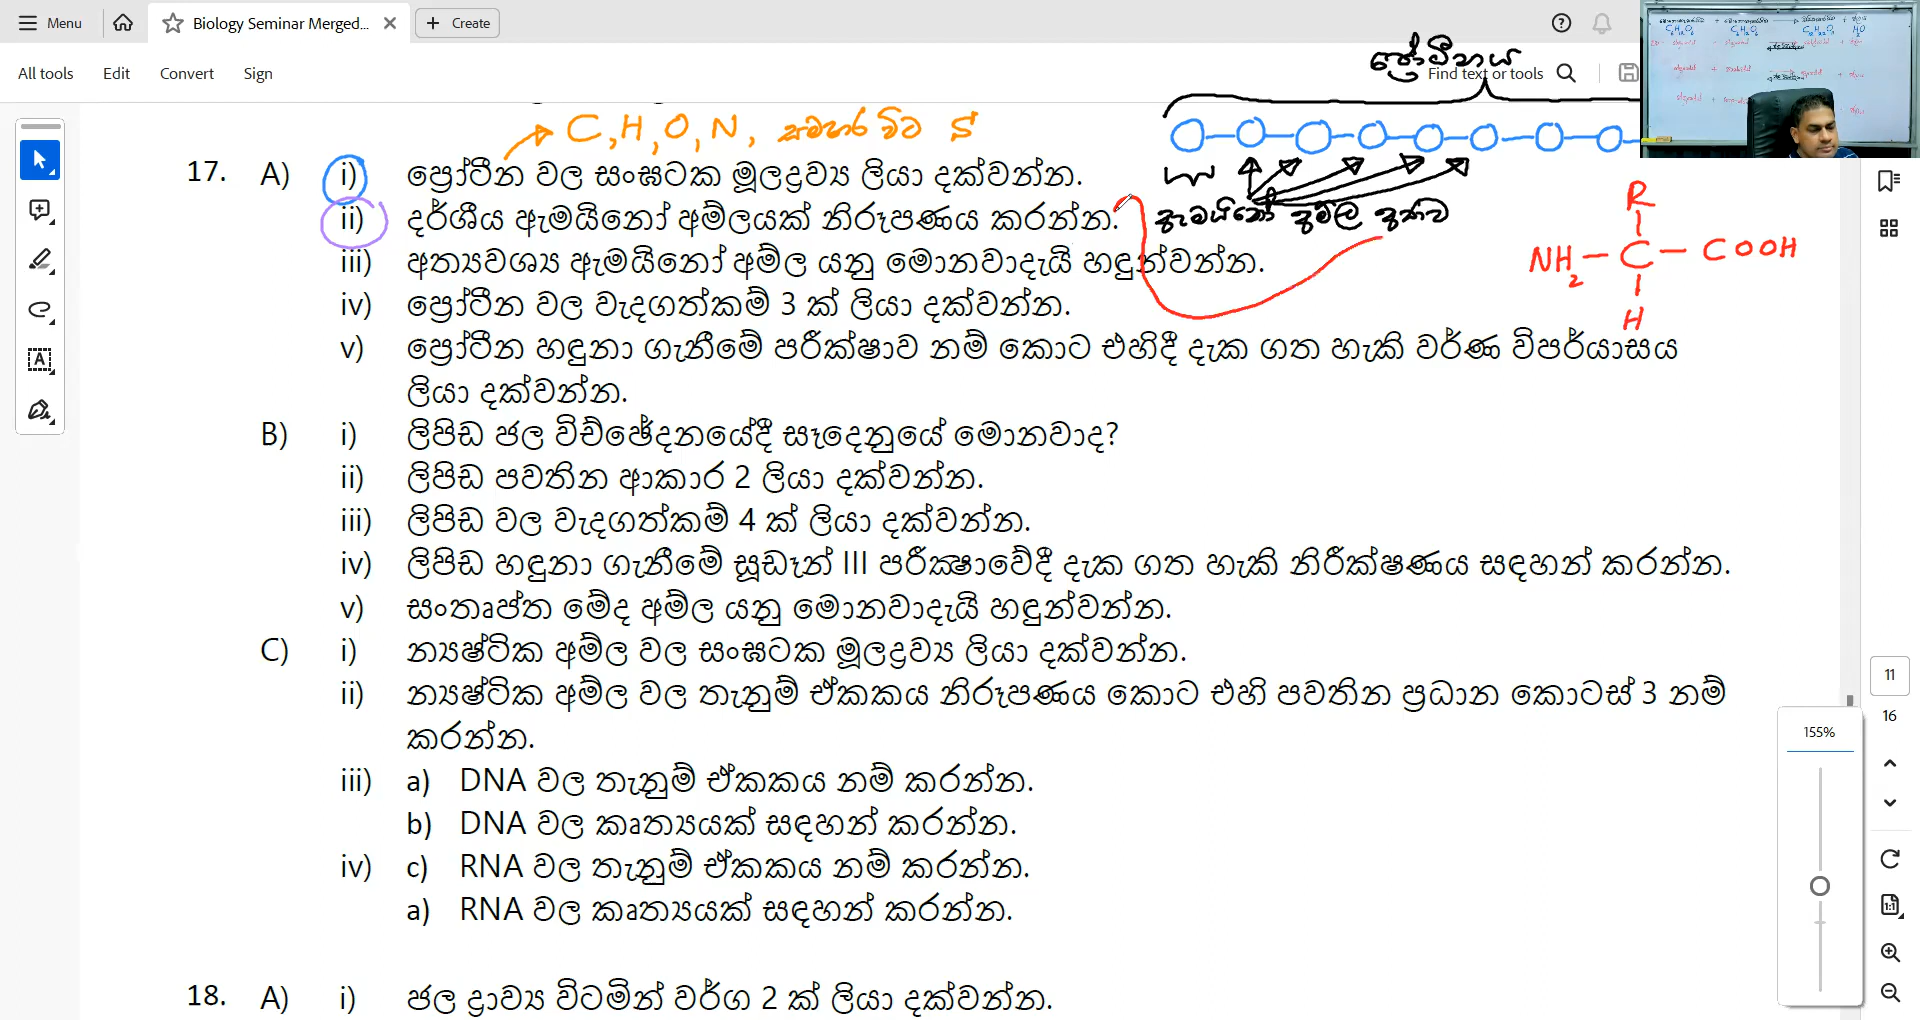 Menu Biology Seminar Merged... Create
All tools Edit Convert Sign Find text or tools
ප්‍රෝටීනය
C, H, O, N, සමහර විට S
17. A) i) ප්‍රෝටීන වල සංඝටක මූලද්‍රව්‍ය ලියා දක්වන්න.
ii) දර්ශීය ඇමයිනෝ අම්ලයක් නිරූපණය කරන්න.
ඇමයිනෝ අම්ල අණුව
R
NH2 — C — COOH
H
iii) අත්‍යවශ්‍ය ඇමයිනෝ අම්ල යනු මොනවාදැයි හඳුන්වන්න.
iv) ප්‍රෝටීන වල වැදගත්කම් 3 ක් ලියා දක්වන්න.
v) ප්‍රෝටීන හඳුනා ගැනීමේ පරීක්ෂාව නම් කොට එහිදී දැක ගත හැකි වර්ණ විපර්යාසය
ලියා දක්වන්න.
B) i) ලිපිඩ ජල විච්ඡේදනයේදී සෑදෙනුයේ මොනවාද?
ii) ලිපිඩ පවතින ආකාර 2 ලියා දක්වන්න.
iii) ලිපිඩ වල වැදගත්කම් 4 ක් ලියා දක්වන්න.
iv) ලිපිඩ හඳුනා ගැනීමේ සූඩෑන් III පරීක්‍ෂාවේදී දැක ගත හැකි නිරීක්ෂණය සඳහන් කරන්න.
v) සංතෘප්ත මේද අම්ල යනු මොනවාදැයි හඳුන්වන්න.
C) i) න්‍යෂ්ටික අම්ල වල සංඝටක මූලද්‍රව්‍ය ලියා දක්වන්න.
ii) න්‍යෂ්ටික අම්ල වල තැනුම් ඒකකය නිරූපණය කොට එහි පවතින ප්‍රධාන කොටස් 3 නම්
කරන්න.
iii) a) DNA වල තැනුම් ඒකකය නම් කරන්න.
b) DNA වල කෘත්‍යයක් සඳහන් කරන්න.
iv) c) RNA වල තැනුම් ඒකකය නම් කරන්න.
a) RNA වල කෘත්‍යයක් සඳහන් කරන්න.
18. A) i) ජල ද්‍රාව්‍ය විටමින් වර්ග 2 ක් ලියා දක්වන්න.
11
16
155%